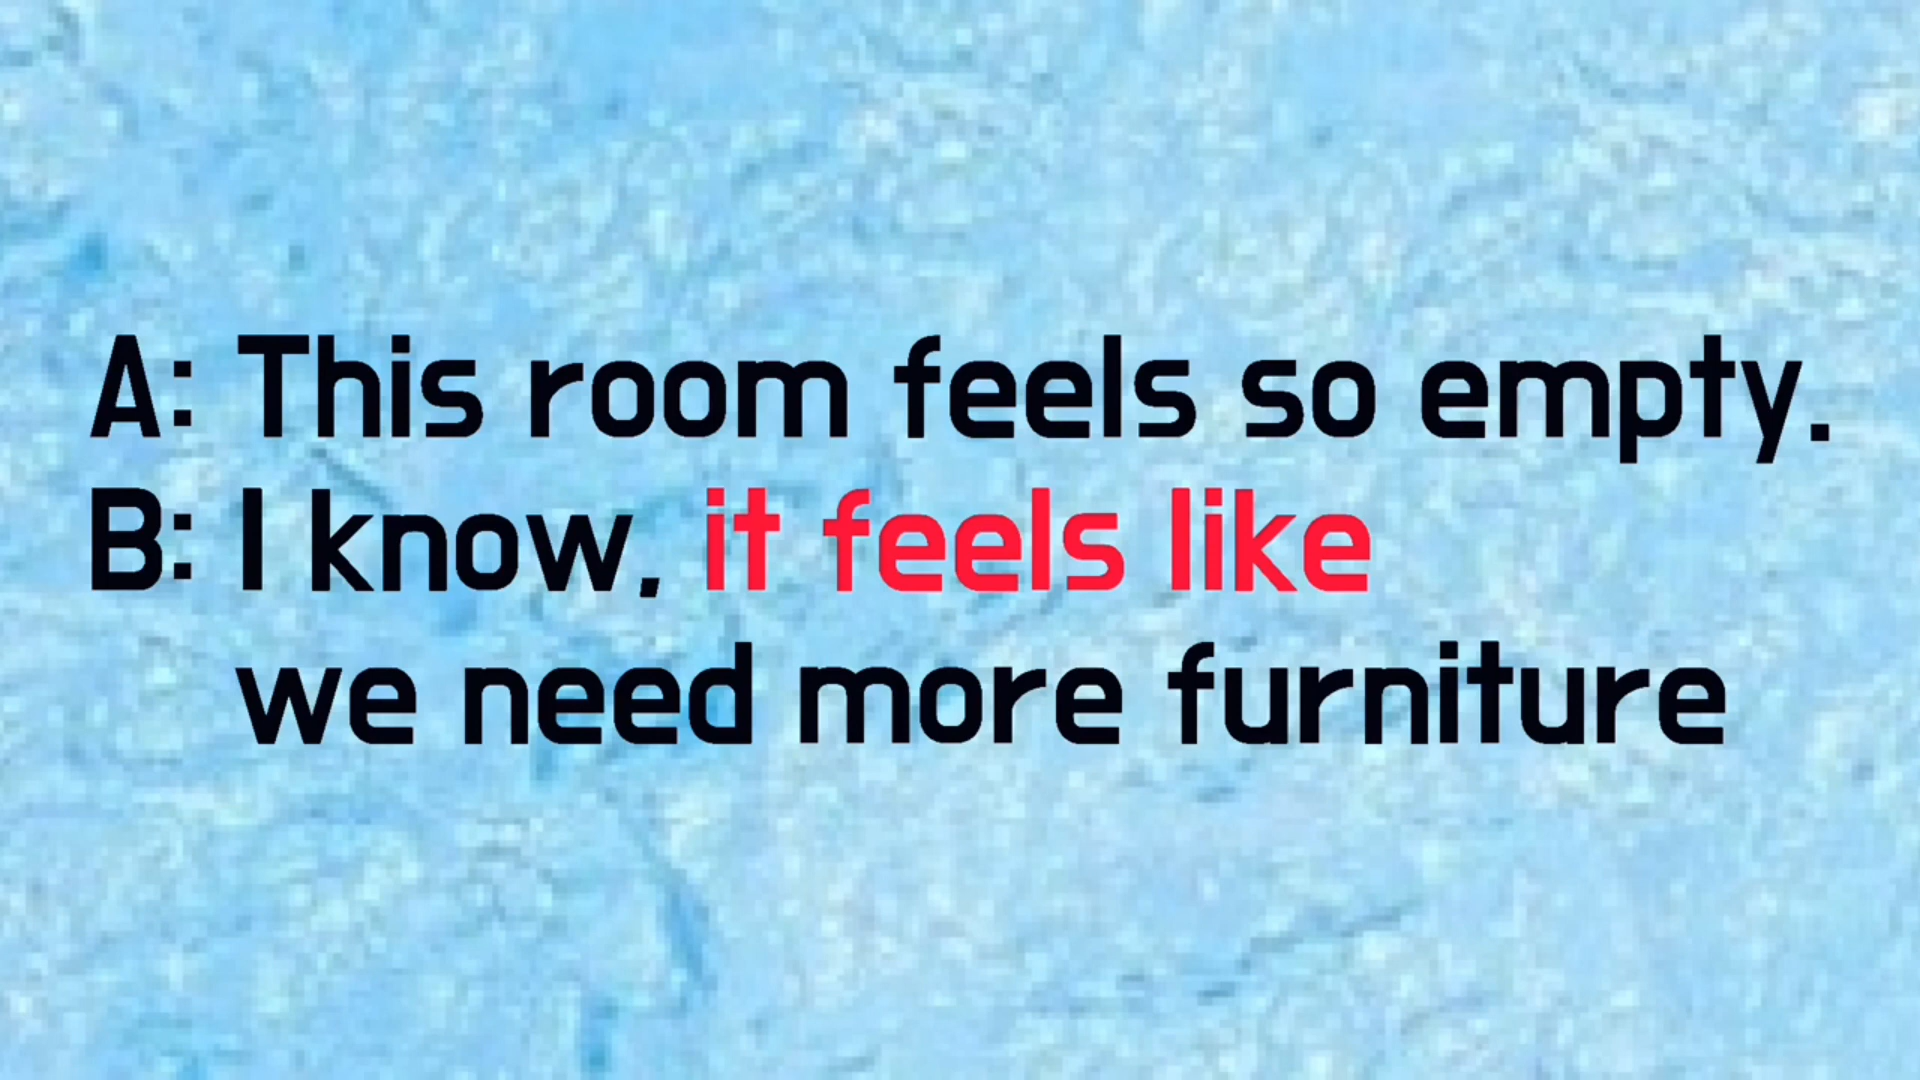 A: This room feels so empty.
B: I know, it feels like
we need more furniture